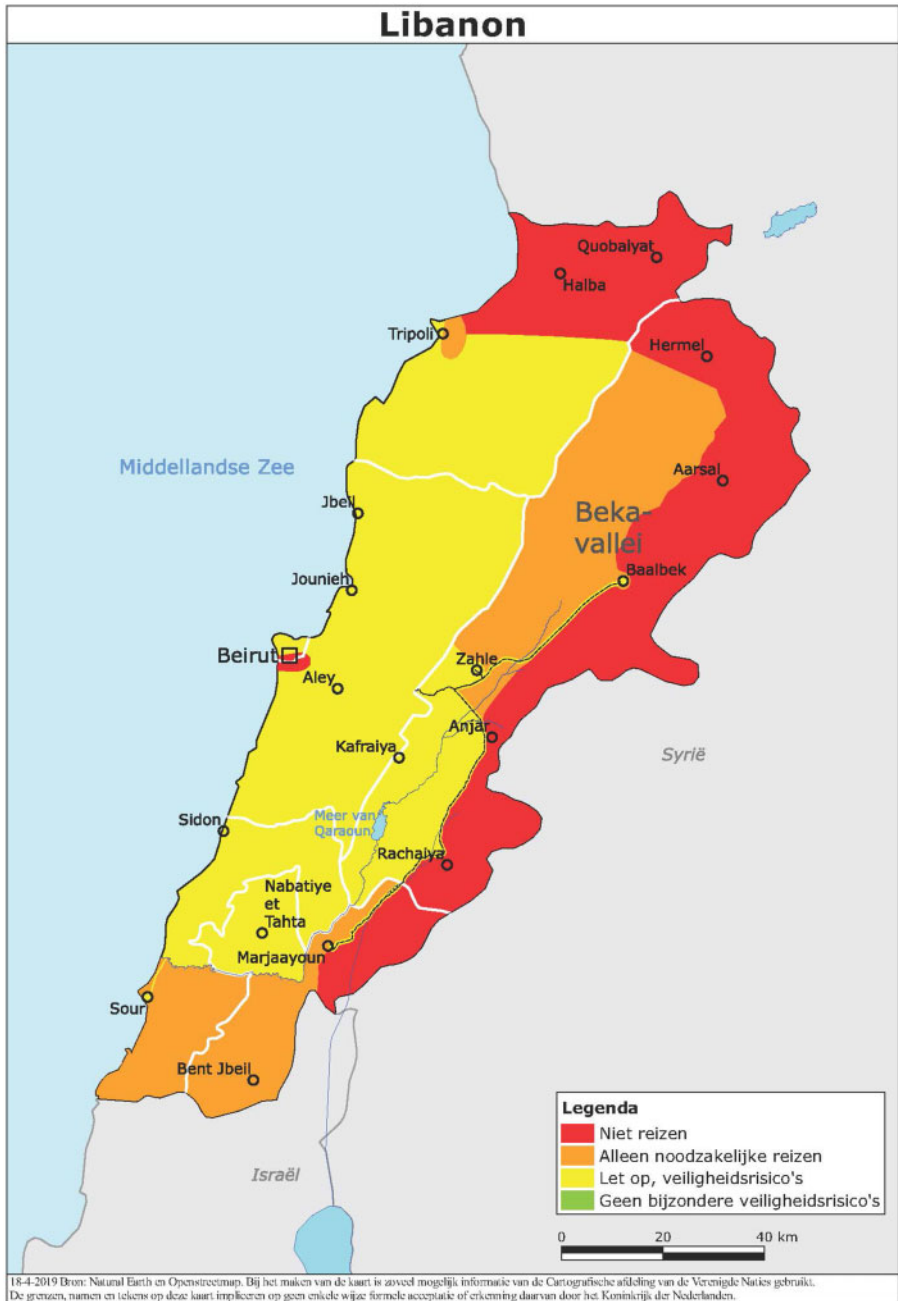 Libanon
Quobaiyat
Halba
Tripoli
Hermel
Middellandse Zee
Aarsal
Jbeil
Beka-
vallei
Jounieh
Baalbek
Beirut
Zahle
Aley
Anjar
Kafraiya
Syrië
Meer van
Qaraoun
Sidon
Rachaiya
Nabatiye
et
Tahta
Marjaayoun
Sour
Bent Jbeil
Israël
Legenda
Niet reizen
Alleen noodzakelijke reizen
Let op, veiligheidsrisico's
Geen bijzondere veiligheidsrisico's
0 20 40 km
18-4-2019 Bron: Natural Earth en Openstreetmap. Bij het maken van de kaart is zoveel mogelijk informatie van de Cartografische afdeling van de Verenigde Naties gebruikt.
De grenzen, namen en tekens op deze kaart impliceren op geen enkele wijze formele acceptatie of erkenning daarvan door het Koninkrijk der Nederlanden.